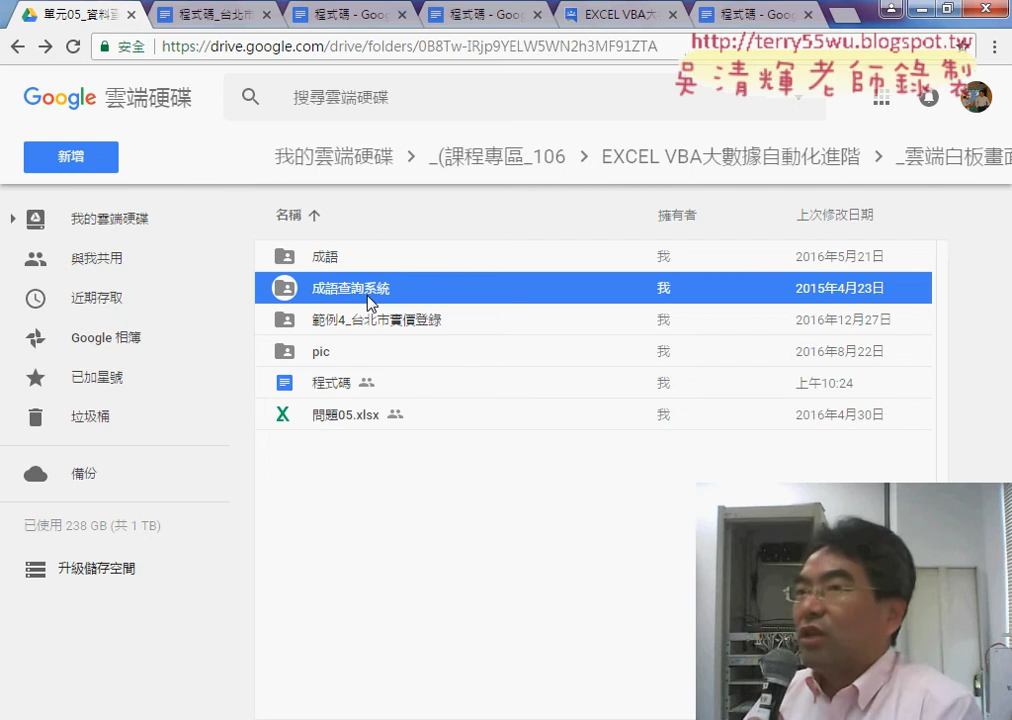 單元05_資料
程式碼_台北市
程式碼 - Goo
程式碼 - Goo
EXCEL VBA大
程式碼 - Goo
安全
https://drive.google.com/drive/folders/0B8Tw-IRjp9YELW5WN2h3MF91ZTA
http://terry55wu.blogspot.tw
吳清輝老師錄製
Google 雲端硬碟
搜尋雲端硬碟
新增
我的雲端硬碟 > _(課程專區_106 > EXCEL VBA大數據自動化進階 > _雲端白板畫面
我的雲端硬碟
與我共用
近期存取
Google 相簿
已加星號
垃圾桶
備份
已使用 238 GB (共 1 TB)
升級儲存空間
名稱 擁有者 上次修改日期
成語 我 2016年5月21日
成語查詢系統 我 2015年4月23日
範例4_台北市實價登錄 我 2016年12月27日
pic 我 2016年8月22日
程式碼 我 上午10:24
問題05.xlsx 我 2016年4月30日